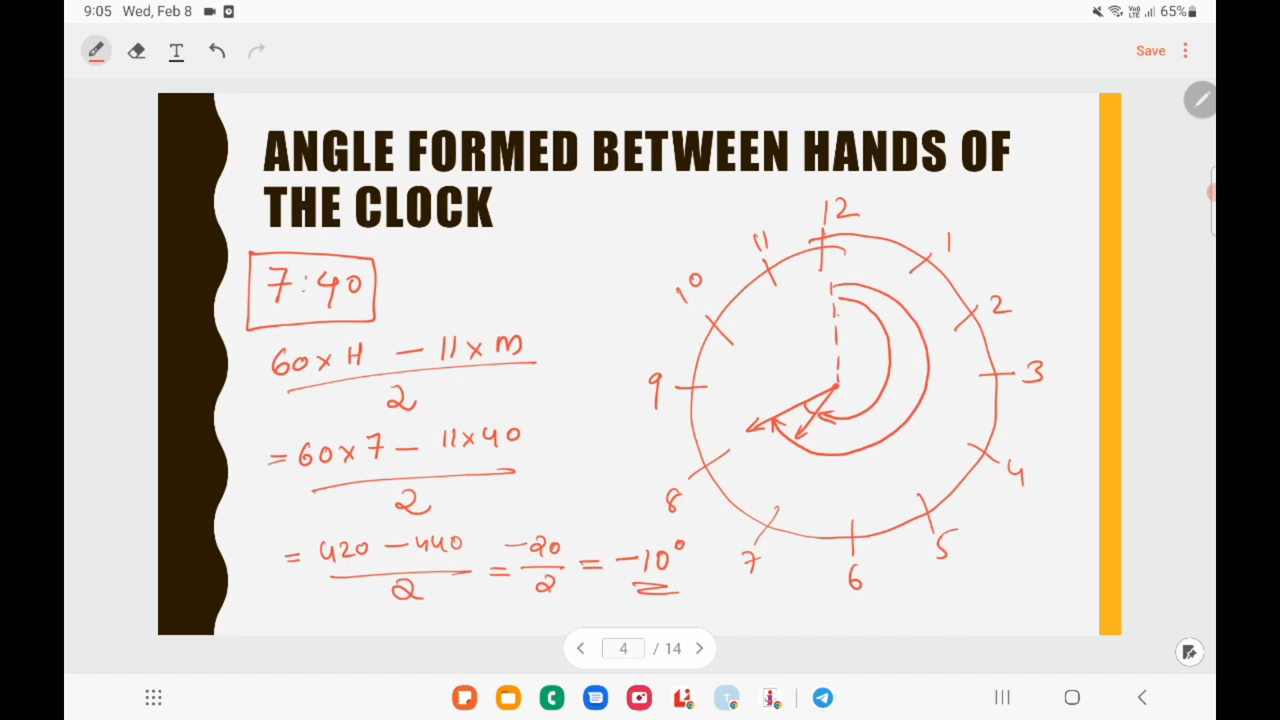 9:05 Wed, Feb 8
Vo)) LTE 65%
T
Save
ANGLE FORMED BETWEEN HANDS OF
THE CLOCK
7:40
60 x H - 11 x M
2
= 60 x 7 - 11 x 40
2
= 420 - 440
2
= -20
2
= -10°
12
1
2
3
4
5
6
7
8
9
10
11
4 / 14